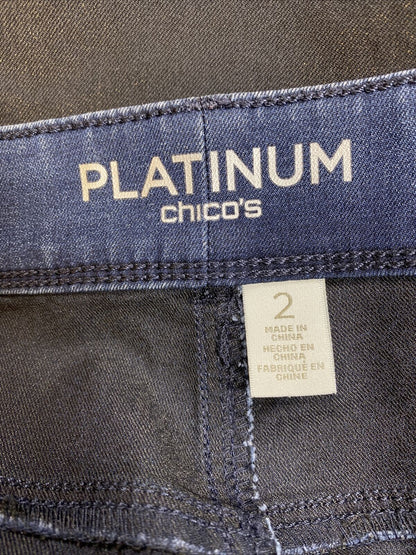 PLATINUM
chico's
2
MADE IN
CHINA
HECHO EN
CHINA
FABRIQUÉ EN
CHINE